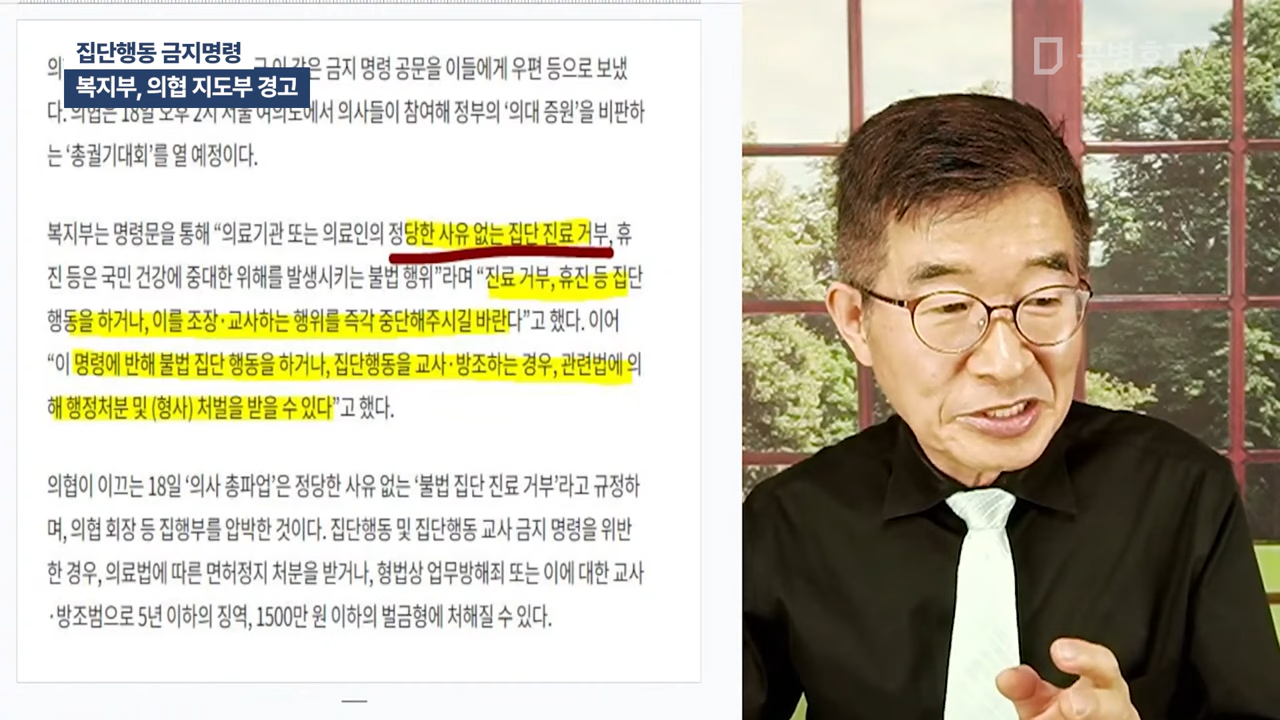 집단행동 금지명령
복지부, 의협 지도부 경고
공병호TV
같은 금지 명령 공문을 이들에게 우편 등으로 보냈
다. 의협은 18일 오후 2시 서울 여의도에서 의사들이 참여해 정부의 ‘의대 증원’을 비판하
는 ‘총궐기대회’를 열 예정이다.
복지부는 명령문을 통해 “의료기관 또는 의료인의 정당한 사유 없는 집단 진료 거부, 휴
진 등은 국민 건강에 중대한 위해를 발생시키는 불법 행위”라며 “진료 거부, 휴진 등 집단
행동을 하거나, 이를 조장·교사하는 행위를 즉각 중단해주시길 바란다”고 했다. 이어
“이 명령에 반해 불법 집단 행동을 하거나, 집단행동을 교사·방조하는 경우, 관련법에 의
해 행정처분 및 (형사) 처벌을 받을 수 있다”고 했다.
의협이 이끄는 18일 ‘의사 총파업’은 정당한 사유 없는 ‘불법 집단 진료 거부’라고 규정하
며, 의협 회장 등 집행부를 압박한 것이다. 집단행동 및 집단행동 교사 금지 명령을 위반
한 경우, 의료법에 따른 면허정지 처분을 받거나, 형법상 업무방해죄 또는 이에 대한 교사
·방조범으로 5년 이하의 징역, 1500만 원 이하의 벌금형에 처해질 수 있다.